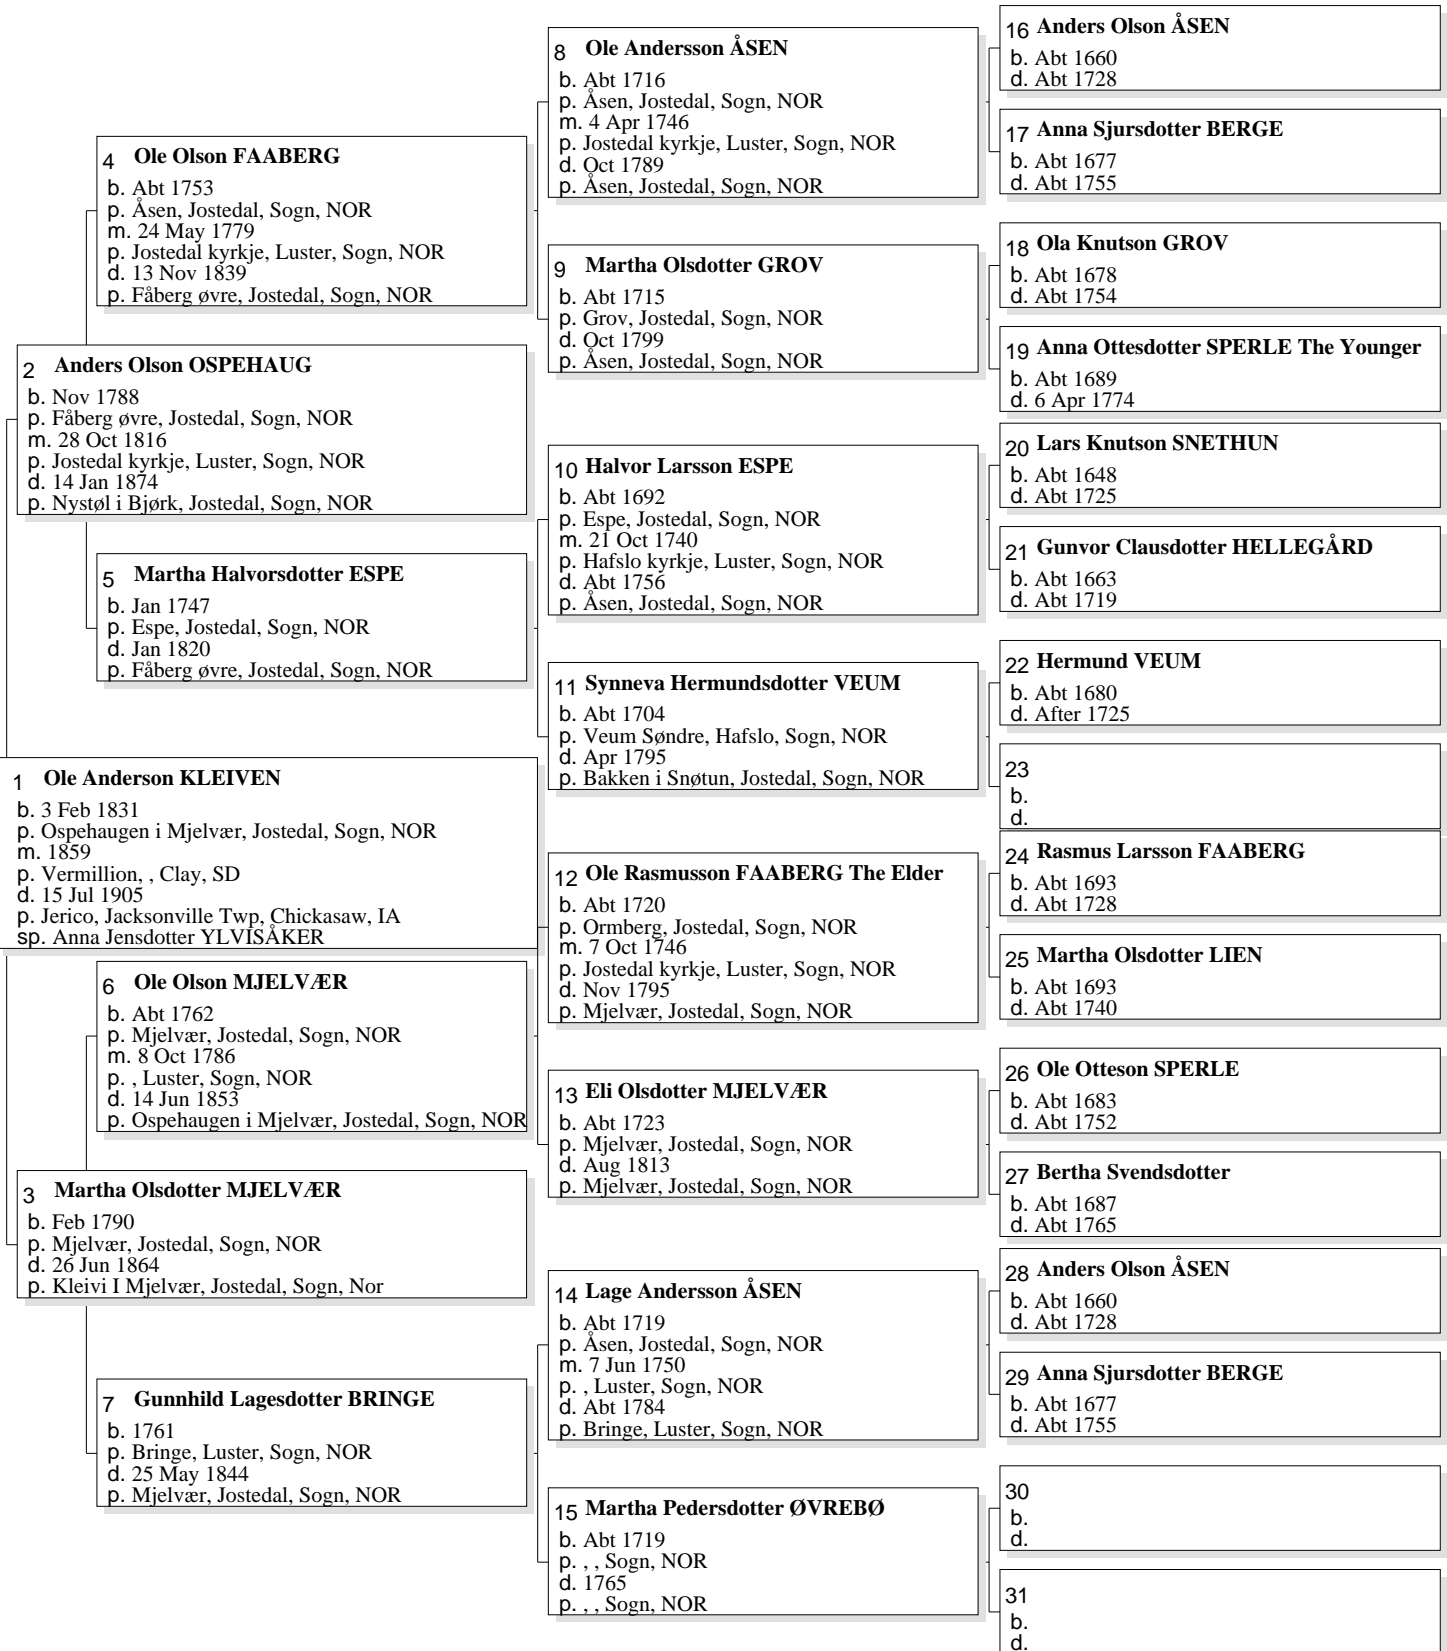 8 Ole Andersson ÅSEN
b. Abt 1716
p. Åsen, Jostedal, Sogn, NOR
m. 4 Apr 1746
p. Jostedal kyrkje, Luster, Sogn, NOR
d. Oct 1789
p. Åsen, Jostedal, Sogn, NOR
16 Anders Olson ÅSEN
b. Abt 1660
d. Abt 1728
17 Anna Sjursdotter BERGE
b. Abt 1677
d. Abt 1755
4 Ole Olson FAABERG
b. Abt 1753
p. Åsen, Jostedal, Sogn, NOR
m. 24 May 1779
p. Jostedal kyrkje, Luster, Sogn, NOR
d. 13 Nov 1839
p. Fåberg øvre, Jostedal, Sogn, NOR
9 Martha Olsdotter GROV
b. Abt 1715
p. Grov, Jostedal, Sogn, NOR
d. Oct 1799
p. Åsen, Jostedal, Sogn, NOR
18 Ola Knutson GROV
b. Abt 1678
d. Abt 1754
19 Anna Ottesdotter SPERLE The Younger
b. Abt 1689
d. 6 Apr 1774
2 Anders Olson OSPEHAUG
b. Nov 1788
p. Fåberg øvre, Jostedal, Sogn, NOR
m. 28 Oct 1816
p. Jostedal kyrkje, Luster, Sogn, NOR
d. 14 Jan 1874
p. Nystøl i Bjørk, Jostedal, Sogn, NOR
10 Halvor Larsson ESPE
b. Abt 1692
p. Espe, Jostedal, Sogn, NOR
m. 21 Oct 1740
p. Hafslo kyrkje, Luster, Sogn, NOR
d. Abt 1756
p. Åsen, Jostedal, Sogn, NOR
20 Lars Knutson SNETHUN
b. Abt 1648
d. Abt 1725
21 Gunvor Clausdotter HELLEGÅRD
b. Abt 1663
d. Abt 1719
5 Martha Halvorsdotter ESPE
b. Jan 1747
p. Espe, Jostedal, Sogn, NOR
d. Jan 1820
p. Fåberg øvre, Jostedal, Sogn, NOR
11 Synneva Hermundsdotter VEUM
b. Abt 1704
p. Veum Søndre, Hafslo, Sogn, NOR
d. Apr 1795
p. Bakken i Snøtun, Jostedal, Sogn, NOR
22 Hermund VEUM
b. Abt 1680
d. After 1725
23
b.
d.
1 Ole Anderson KLEIVEN
b. 3 Feb 1831
p. Ospehaugen i Mjelvær, Jostedal, Sogn, NOR
m. 1859
p. Vermillion, , Clay, SD
d. 15 Jul 1905
p. Jerico, Jacksonville Twp, Chickasaw, IA
sp. Anna Jensdotter YLVISÅKER
12 Ole Rasmusson FAABERG The Elder
b. Abt 1720
p. Ormberg, Jostedal, Sogn, NOR
m. 7 Oct 1746
p. Jostedal kyrkje, Luster, Sogn, NOR
d. Nov 1795
p. Mjelvær, Jostedal, Sogn, NOR
24 Rasmus Larsson FAABERG
b. Abt 1693
d. Abt 1728
25 Martha Olsdotter LIEN
b. Abt 1693
d. Abt 1740
6 Ole Olson MJELVÆR
b. Abt 1762
p. Mjelvær, Jostedal, Sogn, NOR
m. 8 Oct 1786
p. , Luster, Sogn, NOR
d. 14 Jun 1853
p. Ospehaugen i Mjelvær, Jostedal, Sogn, NOR
13 Eli Olsdotter MJELVÆR
b. Abt 1723
p. Mjelvær, Jostedal, Sogn, NOR
d. Aug 1813
p. Mjelvær, Jostedal, Sogn, NOR
26 Ole Otteson SPERLE
b. Abt 1683
d. Abt 1752
27 Bertha Svendsdotter
b. Abt 1687
d. Abt 1765
3 Martha Olsdotter MJELVÆR
b. Feb 1790
p. Mjelvær, Jostedal, Sogn, NOR
d. 26 Jun 1864
p. Kleivi I Mjelvær, Jostedal, Sogn, Nor
14 Lage Andersson ÅSEN
b. Abt 1719
p. Åsen, Jostedal, Sogn, NOR
m. 7 Jun 1750
p. , Luster, Sogn, NOR
d. Abt 1784
p. Bringe, Luster, Sogn, NOR
28 Anders Olson ÅSEN
b. Abt 1660
d. Abt 1728
29 Anna Sjursdotter BERGE
b. Abt 1677
d. Abt 1755
7 Gunnhild Lagesdotter BRINGE
b. 1761
p. Bringe, Luster, Sogn, NOR
d. 25 May 1844
p. Mjelvær, Jostedal, Sogn, NOR
15 Martha Pedersdotter ØVREBØ
b. Abt 1719
p. , , Sogn, NOR
d. 1765
p. , , Sogn, NOR
30
b.
d.
31
b.
d.